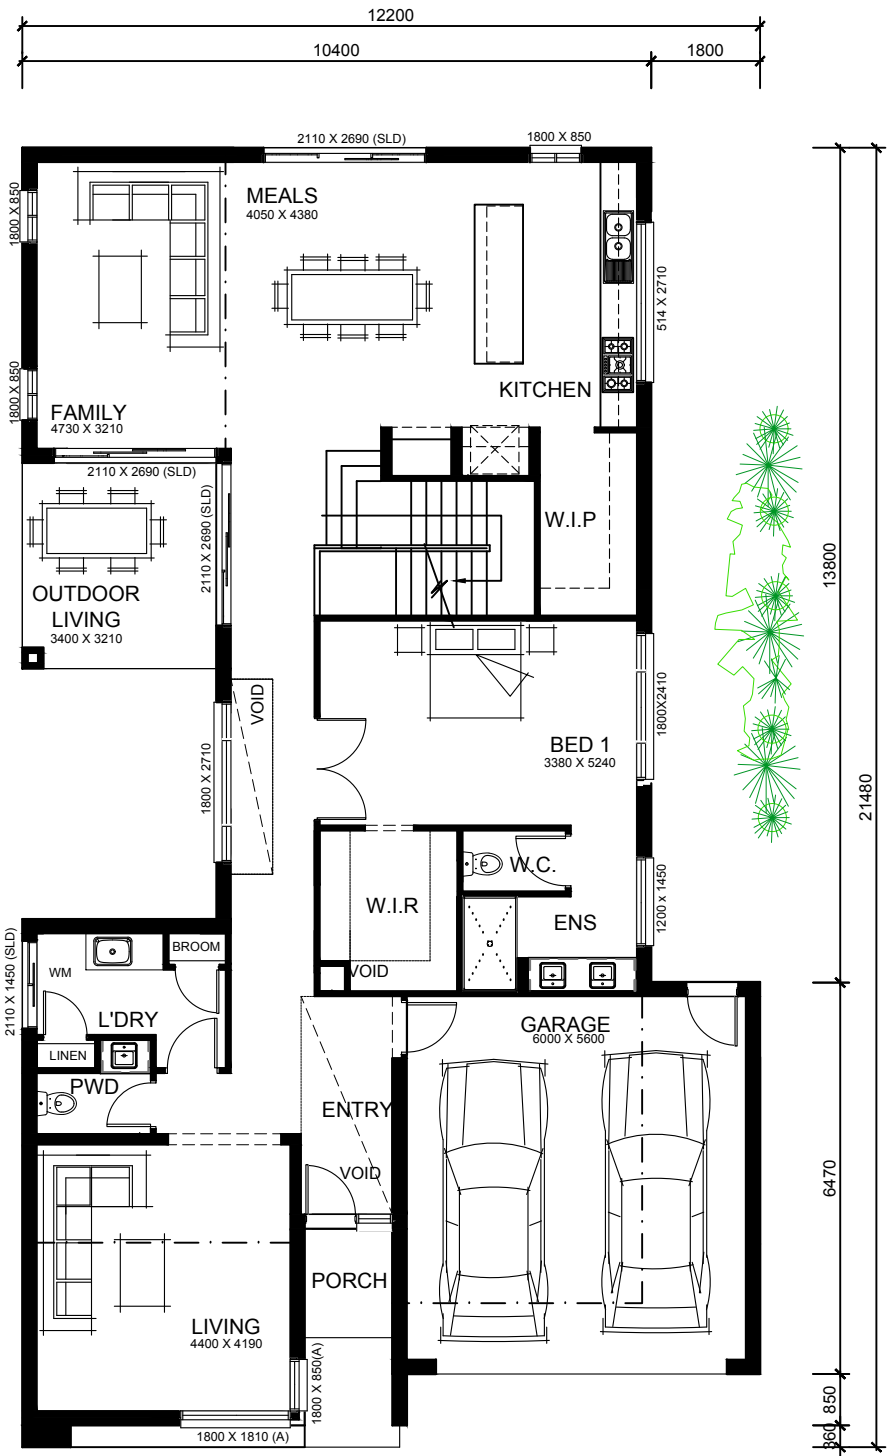 12200
10400
1800
2110 X 2690 (SLD)
1800 X 850
1800 X 850
MEALS
4050 X 4380
514 X 2710
1800 X 850
KITCHEN
FAMILY
4730 X 3210
2110 X 2690 (SLD)
2110 X 2690 (SLD)
W.I.P
OUTDOOR
LIVING
3400 X 3210
13800
VOID
1800X2410
1800 X 2710
BED 1
3380 X 5240
21480
W.C.
W.I.R
1200 x 1450
ENS
2110 X 1450 (SLD)
BROOM
WM
VOID
L'DRY
GARAGE
6000 X 5600
LINEN
PWD
ENTRY
VOID
6470
PORCH
LIVING
4400 X 4190
1800 X 850(A)
850
1800 X 1810 (A)
360